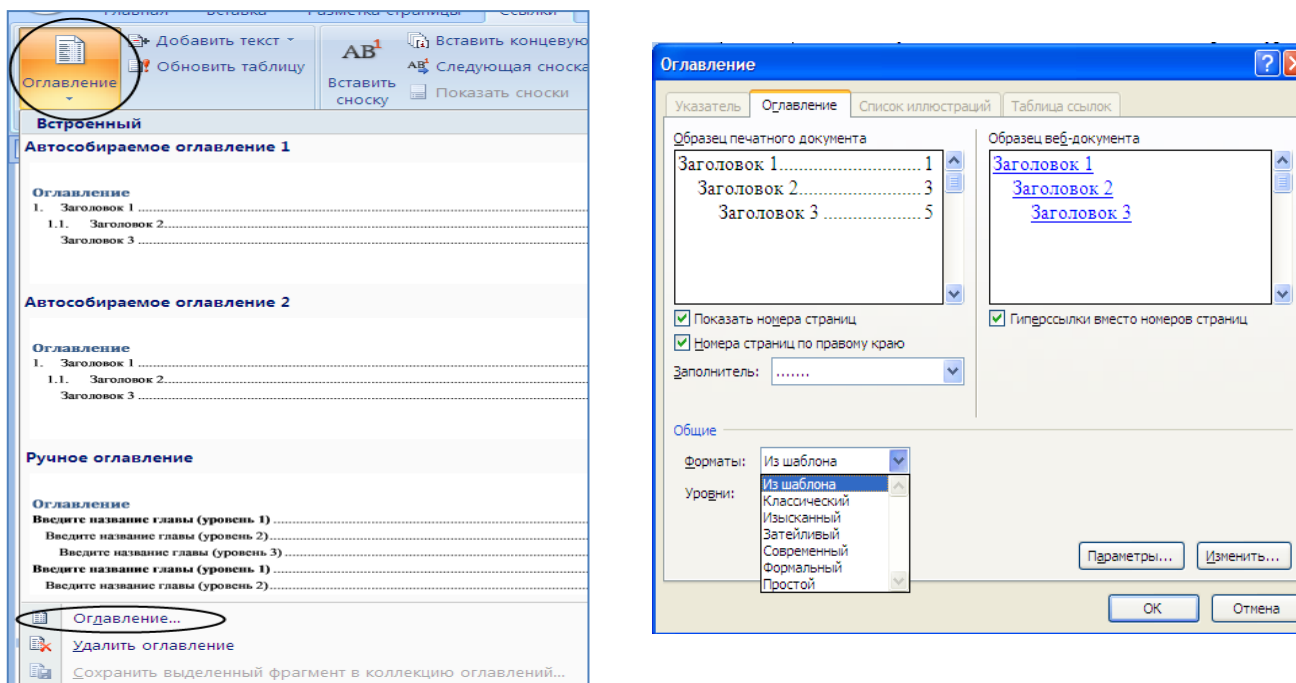 Главная Вставка Разметка страницы Ссылки
Добавить текст
Обновить таблицу
Оглавление
AB1
Вставить
сноску
Вставить концевую
AB Следующая сноска
Показать сноски
Встроенный
Автособираемое оглавление 1
Оглавление
1. Заголовок 1
1.1. Заголовок 2
Заголовок 3
Автособираемое оглавление 2
Оглавление
1. Заголовок 1
1.1. Заголовок 2
Заголовок 3
Ручное оглавление
Оглавление
Введите название главы (уровень 1)
Введите название главы (уровень 2)
Введите название главы (уровень 3)
Введите название главы (уровень 1)
Введите название главы (уровень 2)
Оглавление...
Удалить оглавление
Сохранить выделенный фрагмент в коллекцию оглавлений...
Оглавление
Указатель Оглавление Список иллюстраций Таблица ссылок
Образец печатного документа
Заголовок 1.......................... 1
Заголовок 2....................... 3
Заголовок 3 ................... 5
Показать номера страниц
Номера страниц по правому краю
Заполнитель: .......
Образец веб-документа
Заголовок 1
Заголовок 2
Заголовок 3
Гиперссылки вместо номеров страниц
Общие
Форматы: Из шаблона
Уровни:
Из шаблона
Классический
Изысканный
Затейливый
Современный
Формальный
Простой
Параметры... Изменить...
ОК Отмена